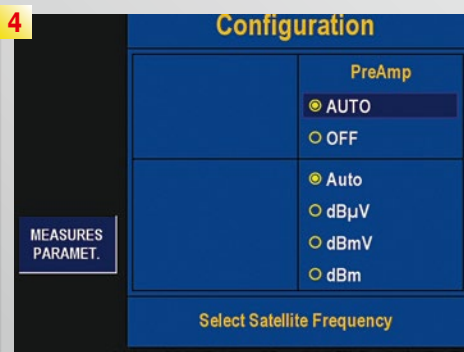 4
Configuration
PreAmp
AUTO
OFF
Auto
dBµV
dBmV
dBm
MEASURES
PARAMET.
Select Satellite Frequency